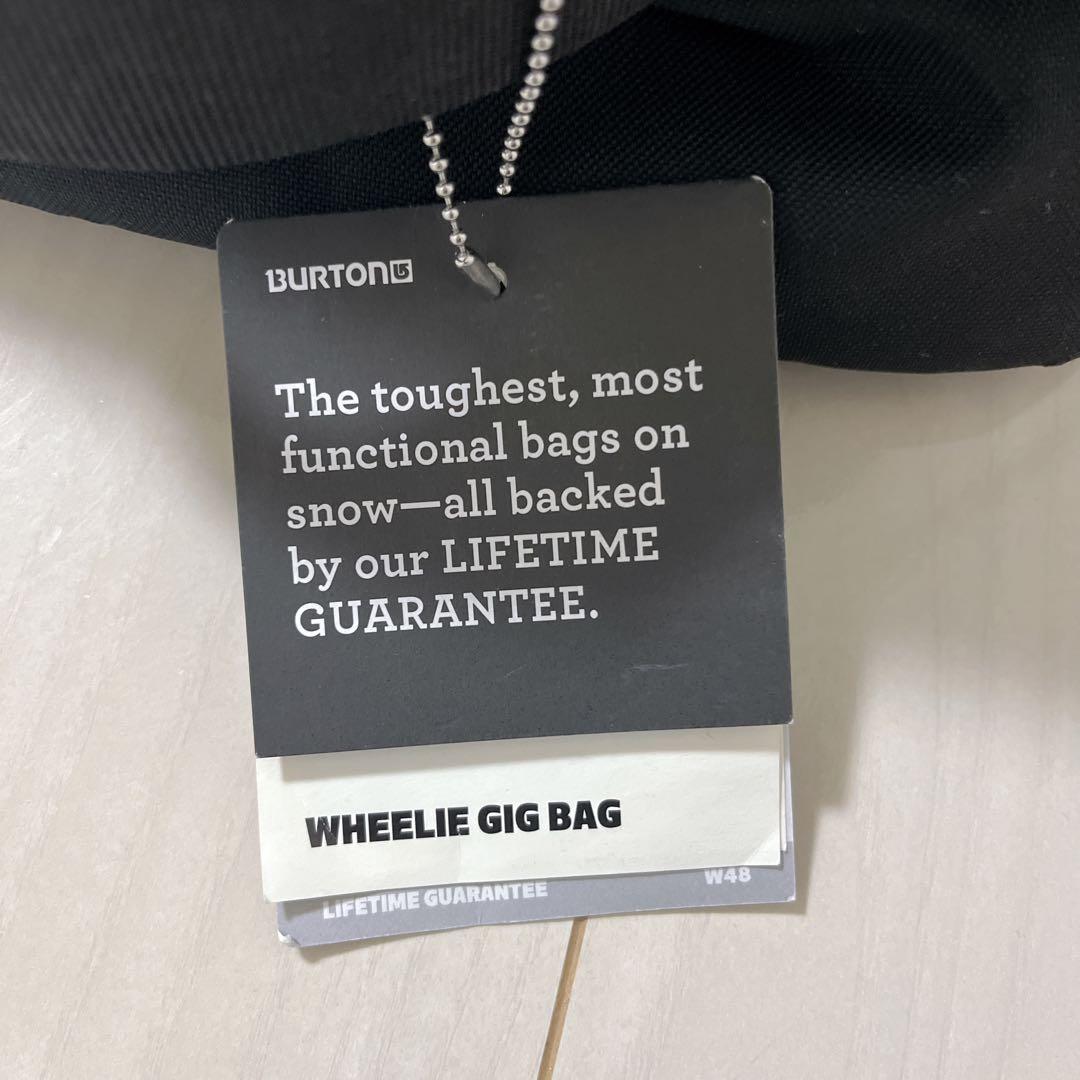 BURTON
The toughest, most
functional bags on
snow—all backed
by our LIFETIME
GUARANTEE.
WHEELIE GIG BAG
LIFETIME GUARANTEE
W48